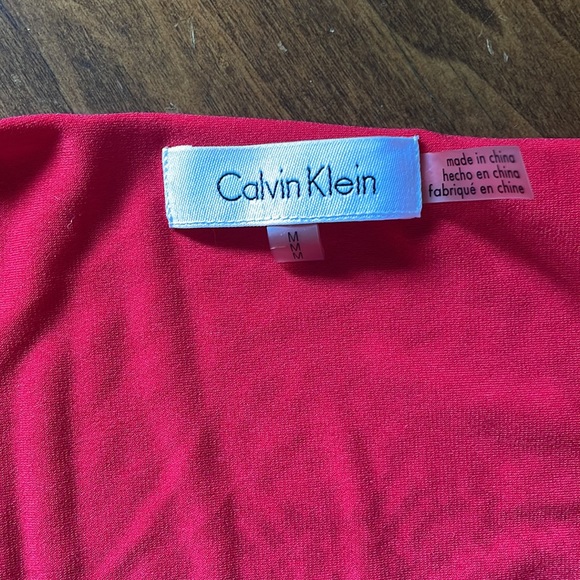 Calvin Klein
made in china
hecho en china
fabriqué en chine
M
M
M